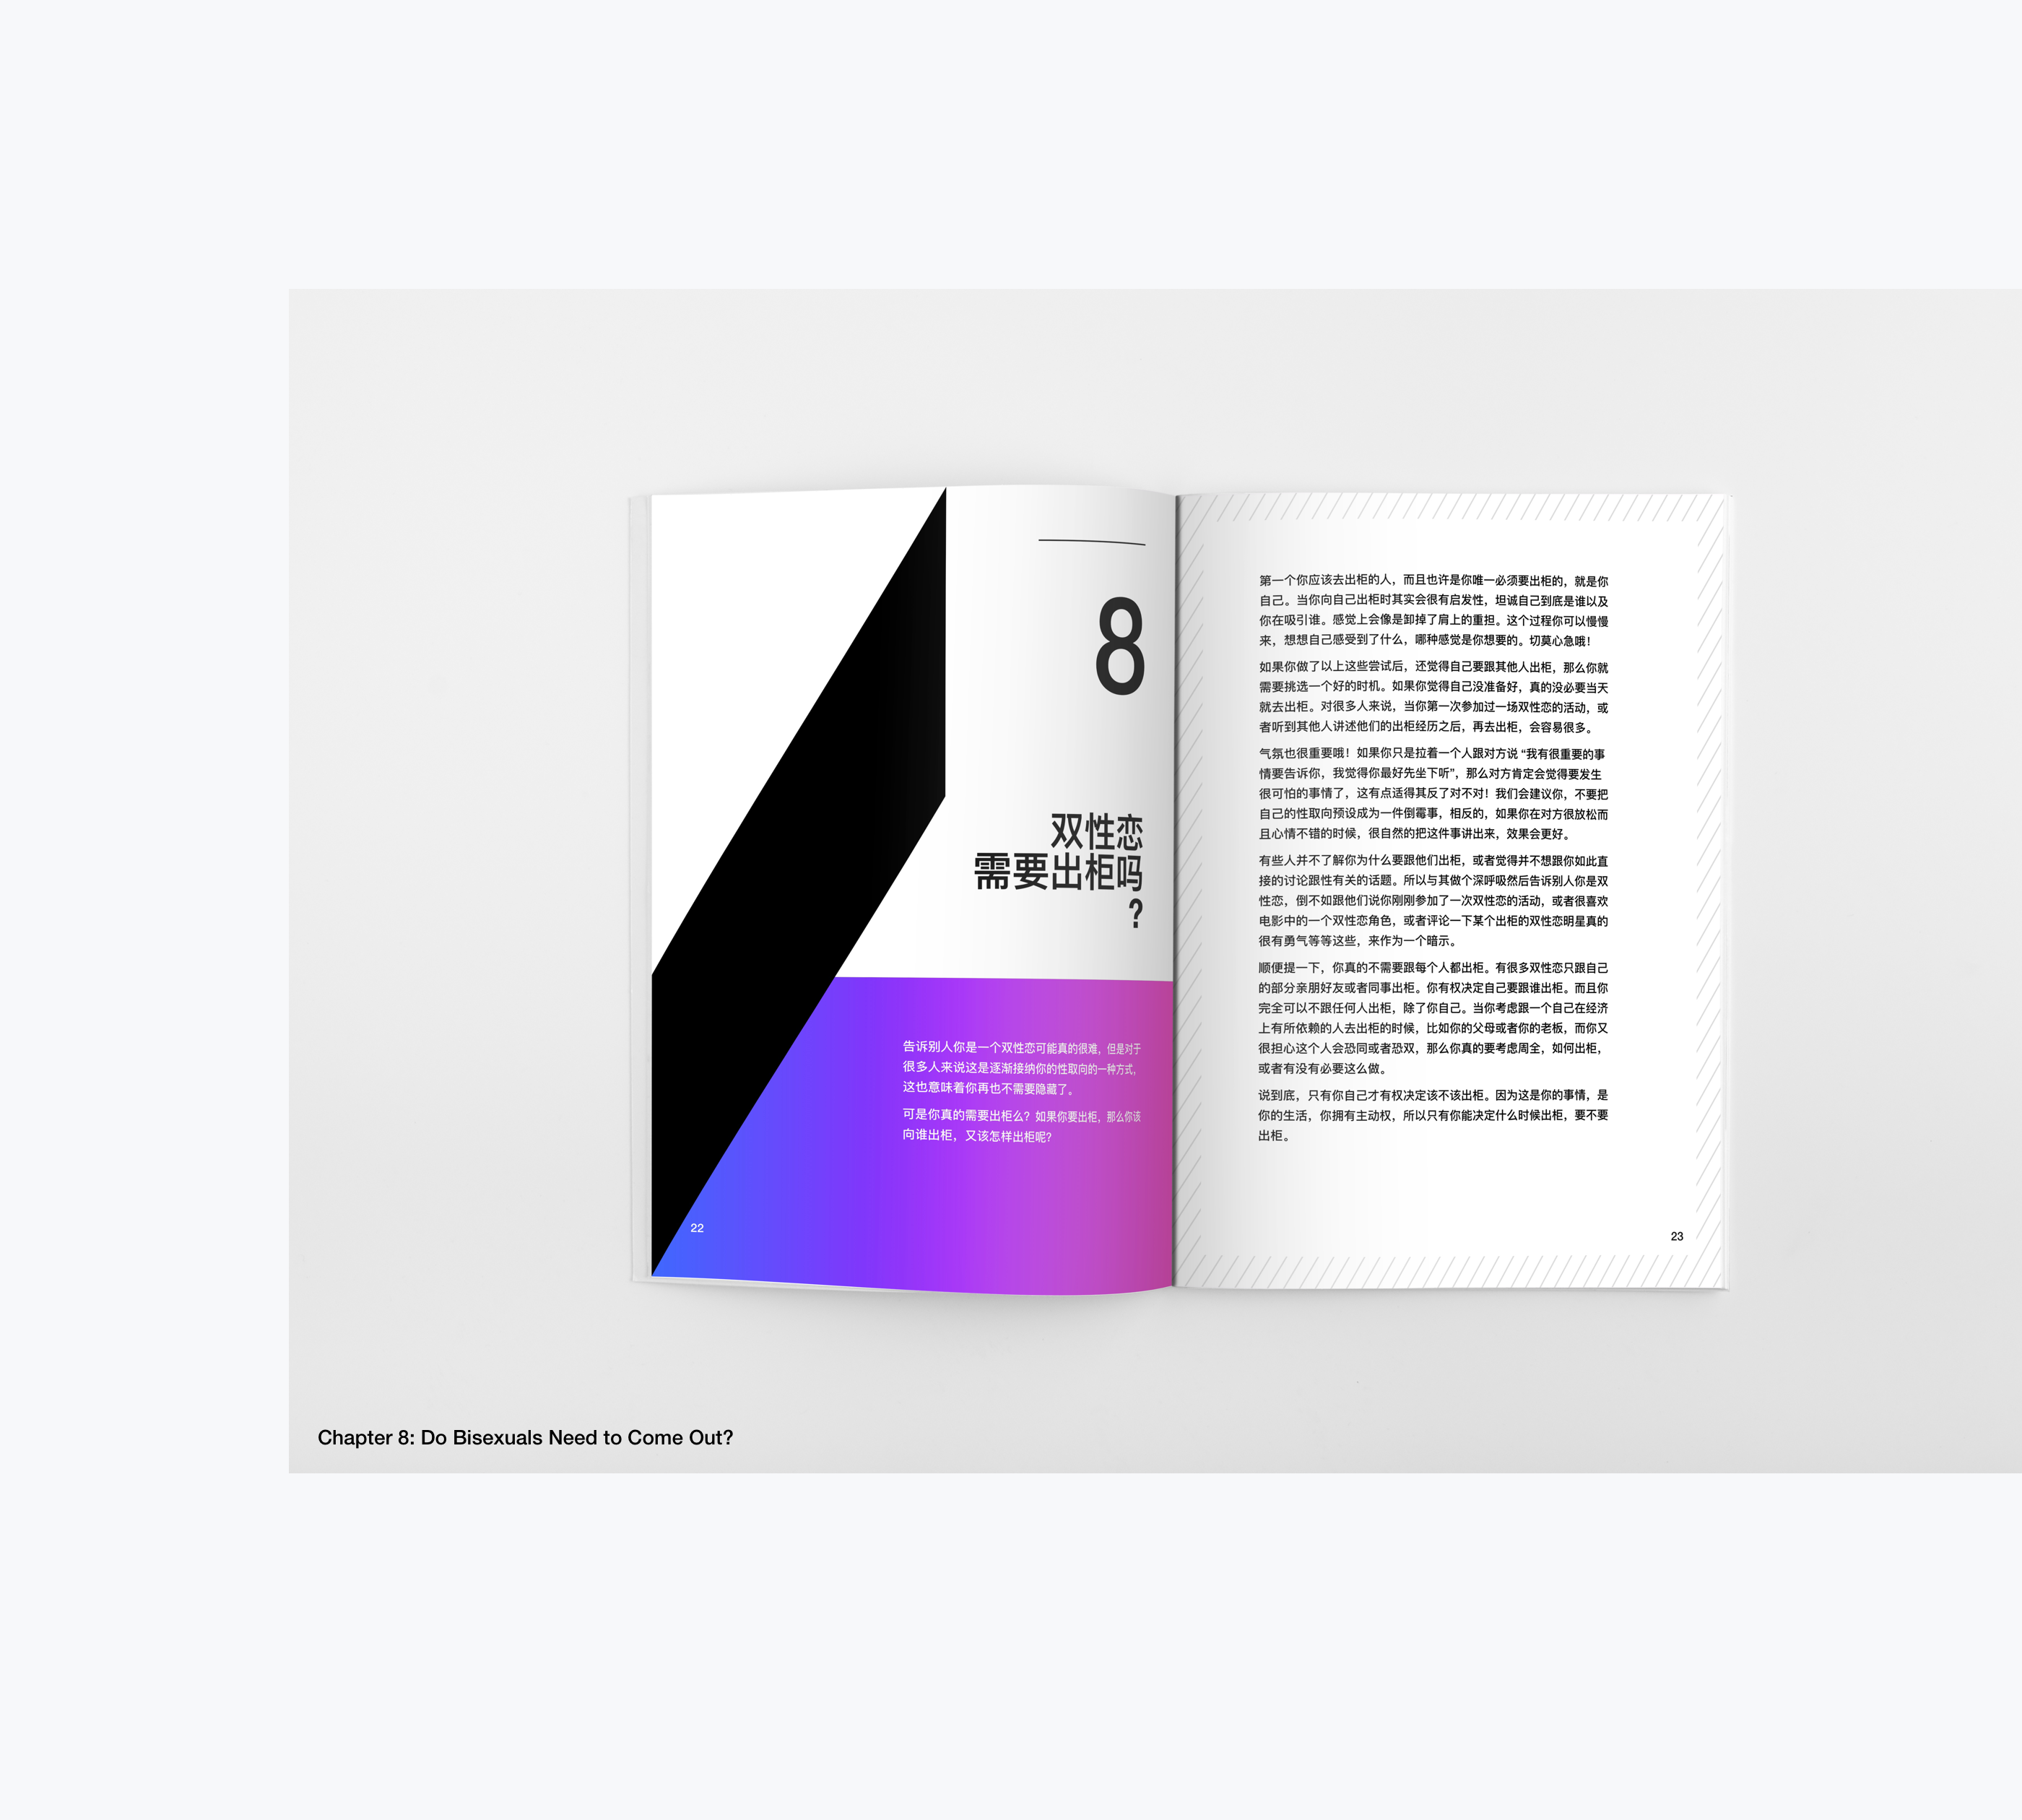 8
双性恋
需要出柜吗
?
告诉别人你是一个双性恋可能真的很难，但是对于
很多人来说这是逐渐接纳你的性取向的一种方式，
这也意味着你再也不需要隐藏了。
可是你真的需要出柜么？如果你要出柜，那么你该
向谁出柜，又该怎样出柜呢？
22
第一个你应该去出柜的人，而且也许是你唯一必须要出柜的，就是你
自己。当你向自己出柜时其实会很有启发性，坦诚自己到底是谁以及
你在吸引谁。感觉上会像是卸掉了肩上的重担。这个过程你可以慢慢
来，想想自己感受到了什么，哪种感觉是你想要的。切莫心急哦！
如果你做了以上这些尝试后，还觉得自己要跟其他人出柜，那么你就
需要挑选一个好的时机。如果你觉得自己没准备好，真的没必要当天
就去出柜。对很多人来说，当你第一次参加过一场双性恋的活动，或
者听到其他人讲述他们的出柜经历之后，再去出柜，会容易很多。
气氛也很重要哦！如果你只是拉着一个人跟对方说 “我有很重要的事
情要告诉你，我觉得你最好先坐下听”，那么对方肯定会觉得要发生
很可怕的事情了，这有点适得其反了对不对！我们会建议你，不要把
自己的性取向预设成为一件倒霉事，相反的，如果你在对方很放松而
且心情不错的时候，很自然的把这件事讲出来，效果会更好。
有些人并不了解你为什么要跟他们出柜，或者觉得并不想跟你如此直
接的讨论跟性有关的话题。所以与其做个深呼吸然后告诉别人你是双
性恋，倒不如跟他们说你刚刚参加了一次双性恋的活动，或者很喜欢
电影中的一个双性恋角色，或者评论一下某个出柜的双性恋明星真的
很有勇气等等这些，来作为一个暗示。
顺便提一下，你真的不需要跟每个人都出柜。有很多双性恋只跟自己
的部分亲朋好友或者同事出柜。你有权决定自己要跟谁出柜。而且你
完全可以不跟任何人出柜，除了你自己。当你考虑跟一个自己在经济
上有所依赖的人去出柜的时候，比如你的父母或者你的老板，而你又
很担心这个人会恐同或者恐双，那么你真的要考虑周全，如何出柜，
或者有没有必要这么做。
说到底，只有你自己才有权决定该不该出柜。因为这是你的事情，是
你的生活，你拥有主动权，所以只有你能决定什么时候出柜，要不要
出柜。
23
Chapter 8: Do Bisexuals Need to Come Out?